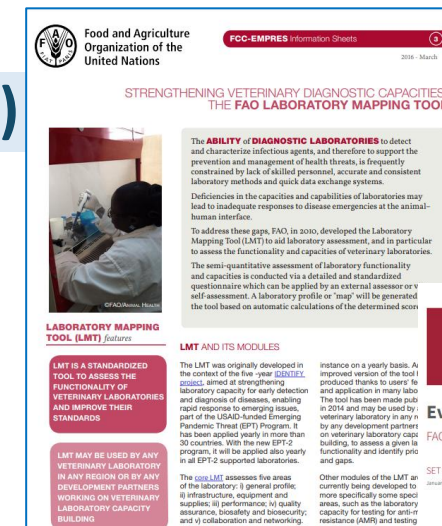 )
Food and Agriculture
Organization of the
United Nations
FCC-EMPRES Information Sheets
3
2016 - March
STRENGTHENING VETERINARY DIAGNOSTIC CAPACITIES
THE FAO LABORATORY MAPPING TOOL
The ABILITY of DIAGNOSTIC LABORATORIES to detect
and characterize infectious agents, and therefore to support the
prevention and management of health threats, is frequently
constrained by lack of skilled personnel, accurate and consistent
laboratory methods and quick data exchange systems.
Deficiencies in the capacities and capabilities of laboratories may
lead to inadequate responses to disease emergencies at the animal–
human interface.
To address these gaps, FAO, in 2010, developed the Laboratory
Mapping Tool (LMT) to aid laboratory assessment, and in particular
to assess the functionality and capacities of veterinary laboratories.
The semi-quantitative assessment of laboratory functionality
and capacities is conducted via a detailed and standardized
questionnaire which can be applied by an external assessor or v
self-assessment. A laboratory profile or "map" will be generated
the tool based on automatic calculations of the determined score
©FAO/Animal Health
LABORATORY MAPPING
TOOL (LMT) features
LMT IS A STANDARDIZED
TOOL TO ASSESS THE
FUNCTIONALITY OF
VETERINARY LABORATORIES
AND IMPROVE THEIR
STANDARDS
LMT MAY BE USED BY ANY
VETERINARY LABORATORY
IN ANY REGION OR BY ANY
DEVELOPMENT PARTNERS
WORKING ON VETERINARY
LABORATORY CAPACITY
BUILDING
LMT AND ITS MODULES
The LMT was originally developed in
the context of the five -year IDENTIFY
project, aimed at strengthening
laboratory capacity for early detection
and diagnosis of diseases, enabling
rapid response to emerging issues,
part of the USAID-funded Emerging
Pandemic Threat (EPT) Program. It
has been applied yearly in more than
30 countries. With the new EPT-2
program, it will be applied also yearly
in all EPT-2 supported laboratories.
The core LMT assesses five areas
of the laboratory: i) general profile;
ii) infrastructure, equipment and
supplies; iii) performance; iv) quality
assurance, biosafety and biosecurity;
and v) collaboration and networking.
instance on a yearly basis. A
improved version of the tool
produced thanks to users' fe
and application in many labo
The tool has been made pub
in 2014 and may be used by
veterinary laboratory in any r
by any development partners
on veterinary laboratory capa
building, to assess a given la
functionality and identify pric
and gaps.
Other modules of the LMT ar
currently being developed to
more specifically some speci
areas, such as the laboratory
capacity for testing for anti-m
resistance (AMR) and testing
Ev
FAO
SET